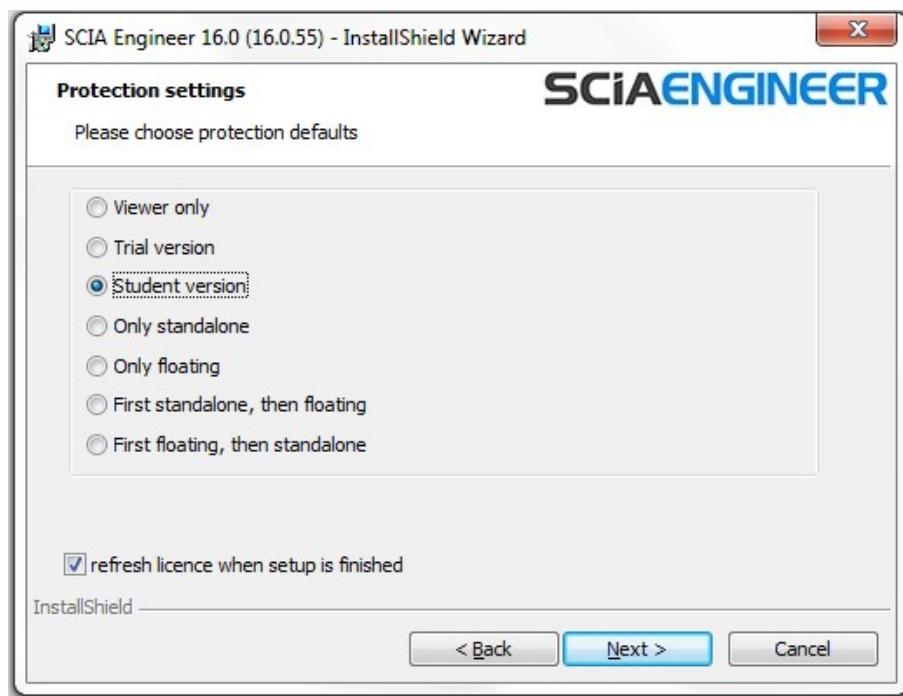 SCIA Engineer 16.0 (16.0.55) - InstallShield Wizard
Protection settings
SCiAENGINEER
Please choose protection defaults
Viewer only
Trial version
Student version
Only standalone
Only floating
First standalone, then floating
First floating, then standalone
refresh licence when setup is finished
InstallShield
< Back Next > Cancel